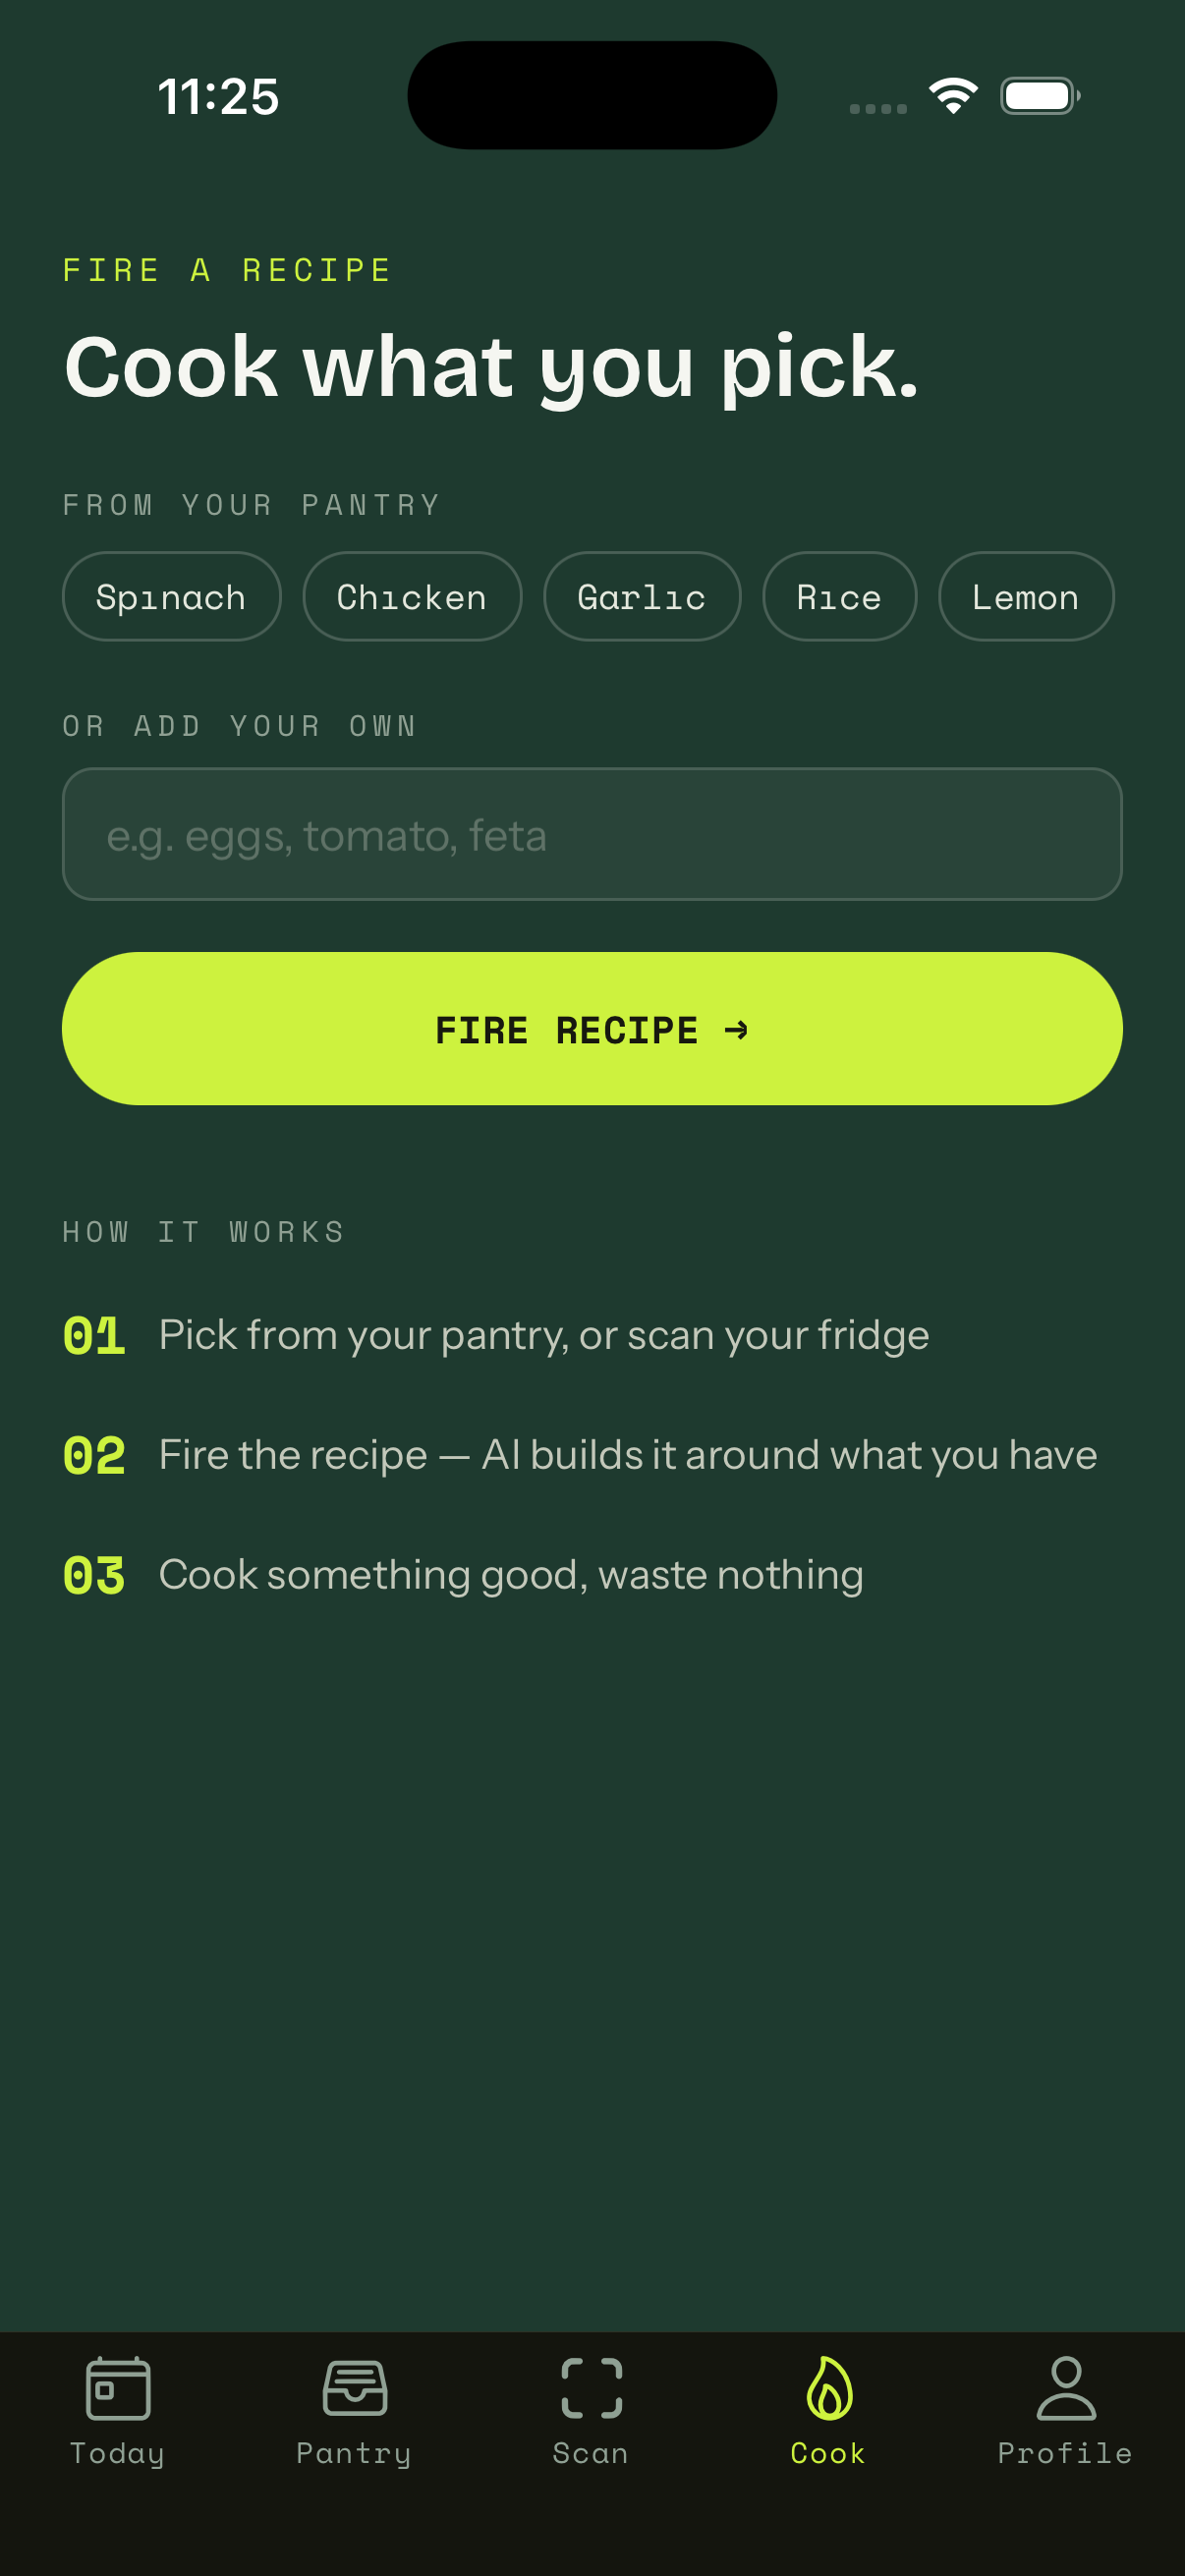 11:25
FIRE A RECIPE
Cook what you pick.
FROM YOUR PANTRY
Spinach Chicken Garlic Rice Lemon
OR ADD YOUR OWN
e.g. eggs, tomato, feta
FIRE RECIPE →
HOW IT WORKS
01 Pick from your pantry, or scan your fridge
02 Fire the recipe — AI builds it around what you have
03 Cook something good, waste nothing
Today Pantry Scan Cook Profile